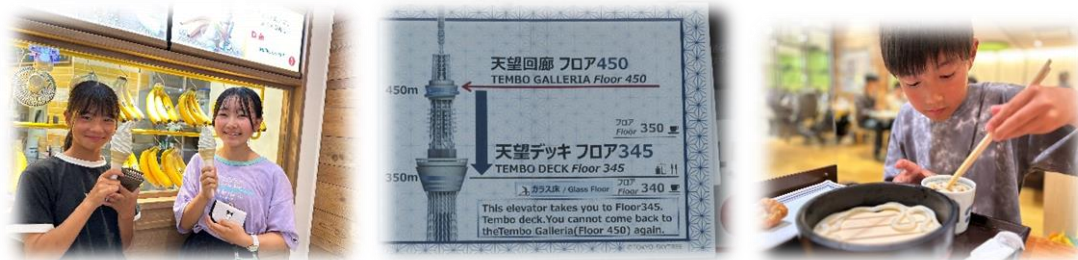 天望回廊 フロア450
TEMBO GALLERIA Floor 450
450m
フロア
Floor 350
天望デッキ フロア345
TEMBO DECK Floor 345
350m
ガラス床 / Glass Floor
フロア
Floor 340
This elevator takes you to Floor345.
Tembo deck.You cannot come back to
theTembo Galleria(Floor 450) again.
©TOKYO-SKYTREE